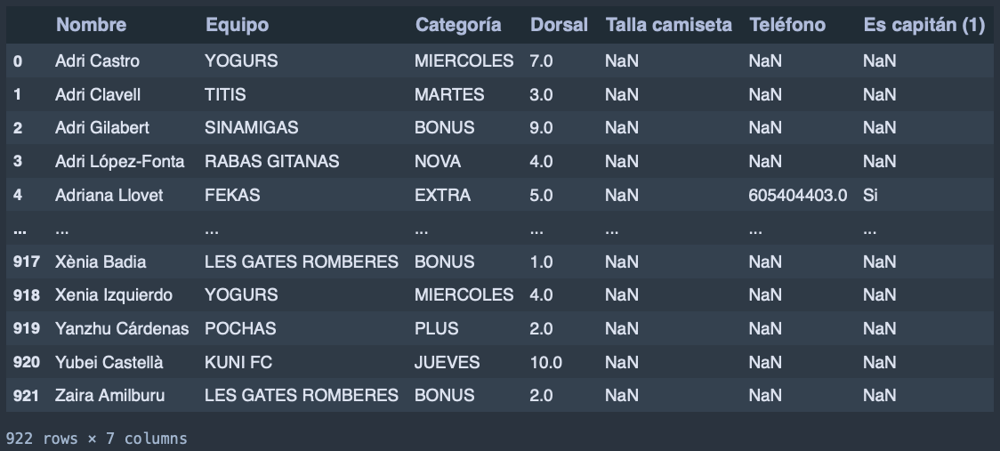 Nombre Equipo Categoría Dorsal Talla camiseta Teléfono Es capitán (1)
0 Adri Castro YOGURS MIERCOLES 7.0 NaN NaN NaN
1 Adri Clavell TITIS MARTES 3.0 NaN NaN NaN
2 Adri Gilabert SINAMIGAS BONUS 9.0 NaN NaN NaN
3 Adri López-Fonta RABAS GITANAS NOVA 4.0 NaN NaN NaN
4 Adriana Llovet FEKAS EXTRA 5.0 NaN 605404403.0 Si
... ... ... ... ... ... ... ...
917 Xènia Badia LES GATES ROMBERES BONUS 1.0 NaN NaN NaN
918 Xenia Izquierdo YOGURS MIERCOLES 4.0 NaN NaN NaN
919 Yanzhu Cárdenas POCHAS PLUS 2.0 NaN NaN NaN
920 Yubei Castellà KUNI FC JUEVES 10.0 NaN NaN NaN
921 Zaira Amilburu LES GATES ROMBERES BONUS 2.0 NaN NaN NaN
922 rows × 7 columns